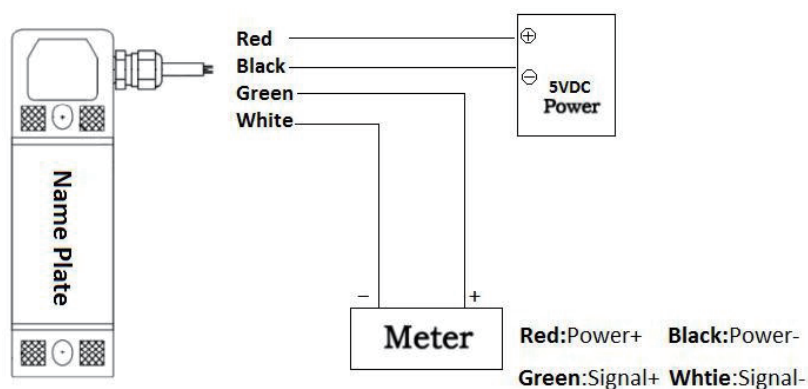 Red
Black
Green
White
⊕
⊖
5VDC
Power
Name Plate
− +
Meter
Red:Power+ Black:Power-
Green:Signal+ Whtie:Signal-